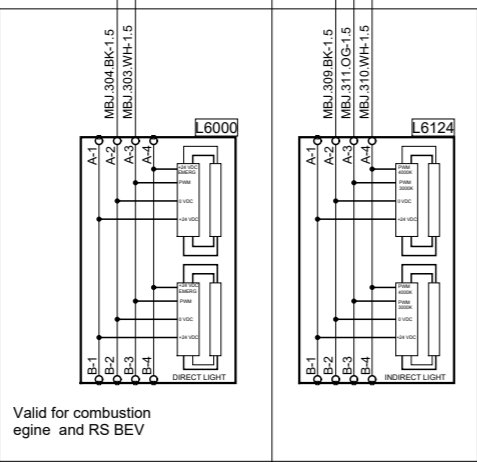 MBJ.304.BK-1.5
MBJ.303.WH-1.5
MBJ.309.BK-1.5
MBJ.311.OG-1.5
MBJ.310.WH-1.5
L6000
A-1
A-2
A-3
A-4
+24 VDC
EMERG
PWM
0 VDC
+24 VDC
+24 VDC
EMERG
PWM
0 VDC
+24 VDC
B-1
B-2
B-3
B-4
DIRECT LIGHT
L6124
A-1
A-2
A-3
A-4
PWM
4000K
PWM
3000K
0 VDC
+24 VDC
PWM
4000K
PWM
3000K
0 VDC
+24 VDC
B-1
B-2
B-3
B-4
INDIRECT LIGHT
Valid for combustion
egine and RS BEV